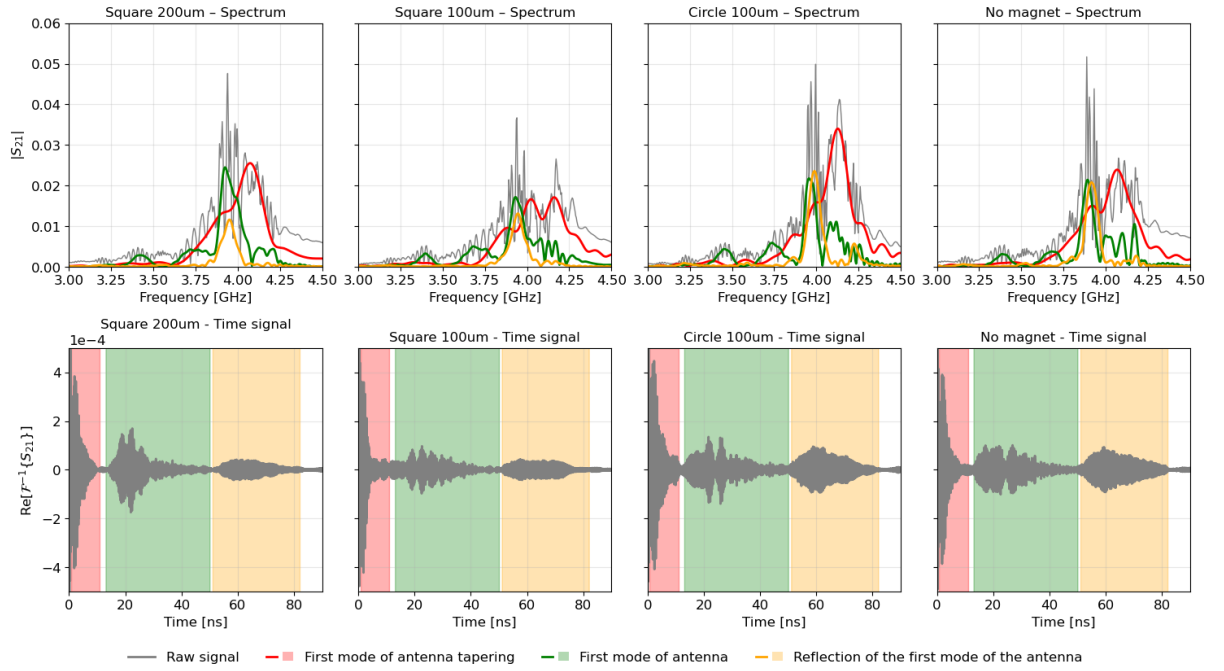 Square 200um – Spectrum
Square 100um – Spectrum
Circle 100um – Spectrum
No magnet – Spectrum
|S21|
0.06
0.05
0.04
0.03
0.02
0.01
0.00
3.00 3.25 3.50 3.75 4.00 4.25 4.50
3.00 3.25 3.50 3.75 4.00 4.25 4.50
3.00 3.25 3.50 3.75 4.00 4.25 4.50
3.00 3.25 3.50 3.75 4.00 4.25 4.50
Frequency [GHz]
Frequency [GHz]
Frequency [GHz]
Frequency [GHz]
Square 200um - Time signal
Square 100um - Time signal
Circle 100um - Time signal
No magnet - Time signal
1e−4
Re[ℱ⁻¹{S21}]
4
2
0
−2
−4
0 20 40 60 80
0 20 40 60 80
0 20 40 60 80
0 20 40 60 80
Time [ns]
Time [ns]
Time [ns]
Time [ns]
Raw signal
First mode of antenna tapering
First mode of antenna
Reflection of the first mode of the antenna